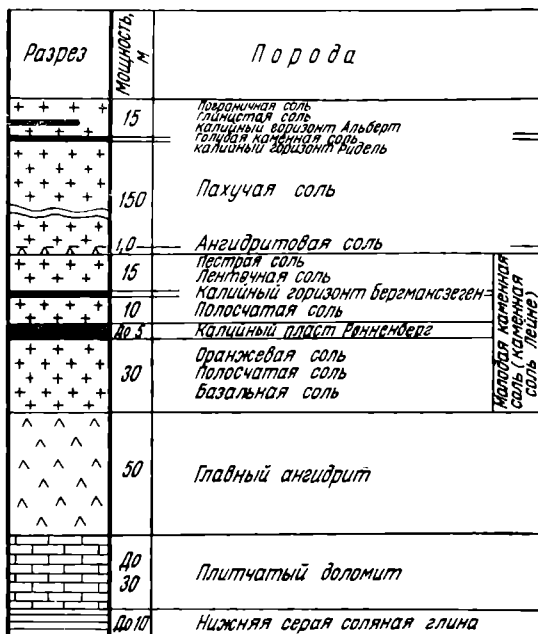 Разрез
Мощность, м
Порода
15
Пограничная соль
Глинистая соль
калийный горизонт Альберт
Голубая каменная соль
калийный горизонт Ридель
150
Пахучая соль
1,0
Ангидритовая соль
15
Пестрая соль
Ленточная соль
Калийный горизонт Бергмансзеген
10
Полосчатая соль
До 5
Калийный пласт Ронненберг
30
Оранжевая соль
Полосчатая соль
Базальная соль
Молодая каменная
соль (каменная
соль Лейне)
50
Главный ангидрит
До
30
Плитчатый доломит
До 10
Нижняя серая соляная глина